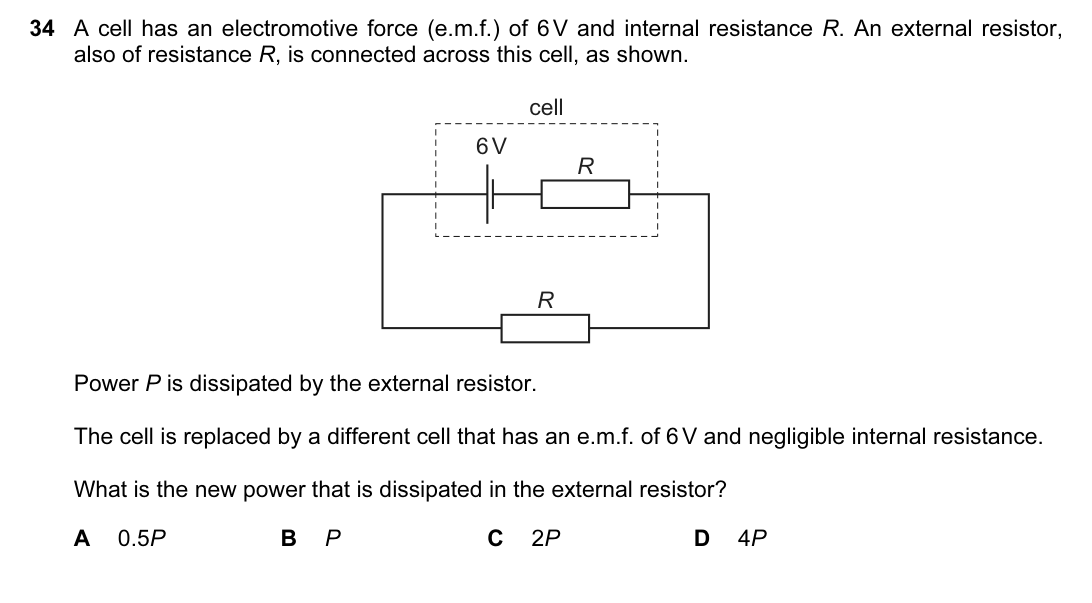 34 A cell has an electromotive force (e.m.f.) of 6V and internal resistance R. An external resistor,
also of resistance R, is connected across this cell, as shown.
cell
6V
R
R
Power P is dissipated by the external resistor.
The cell is replaced by a different cell that has an e.m.f. of 6V and negligible internal resistance.
What is the new power that is dissipated in the external resistor?
A 0.5P B P C 2P D 4P